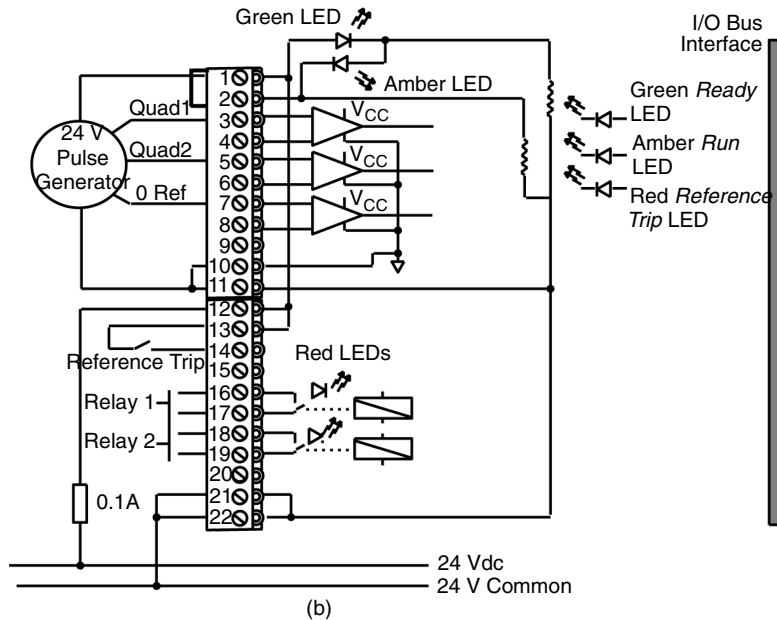 Green LED
I/O Bus
Interface
Amber LED
Green Ready
LED
Amber Run
LED
Red Reference
Trip LED
24 V
Pulse
Generator
Quad1
Quad2
0 Ref
1
2
3
4
5
6
7
8
9
10
11
12
13
14
15
16
17
18
19
20
21
22
VCC
VCC
VCC
Reference Trip
Red LEDs
Relay 1
Relay 2
0.1A
24 Vdc
24 V Common
(b)